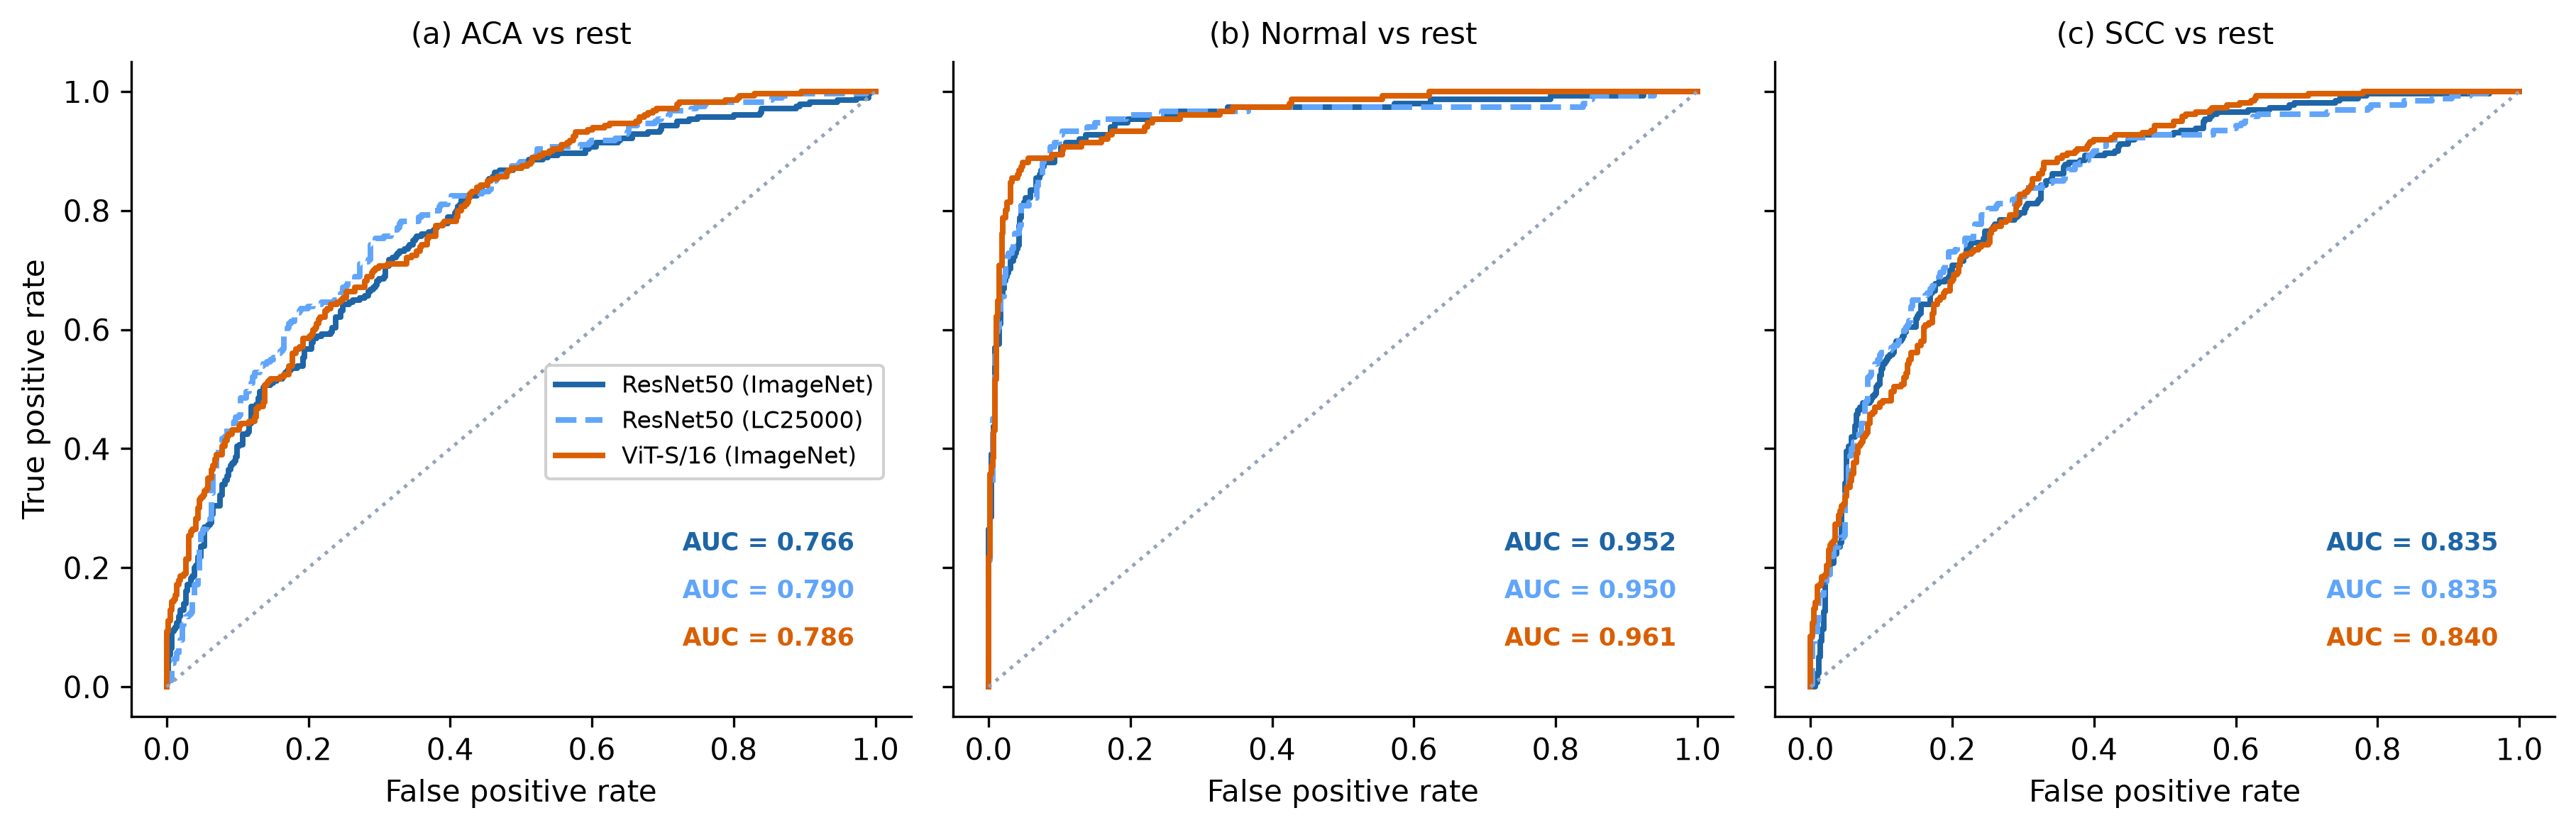 (a) ACA vs rest
(b) Normal vs rest
(c) SCC vs rest
True positive rate
1.0
0.8
0.6
0.4
0.2
0.0
ResNet50 (ImageNet)
ResNet50 (LC25000)
ViT-S/16 (ImageNet)
AUC = 0.766
AUC = 0.790
AUC = 0.786
0.0 0.2 0.4 0.6 0.8 1.0
False positive rate
AUC = 0.952
AUC = 0.950
AUC = 0.961
0.0 0.2 0.4 0.6 0.8 1.0
False positive rate
AUC = 0.835
AUC = 0.835
AUC = 0.840
0.0 0.2 0.4 0.6 0.8 1.0
False positive rate